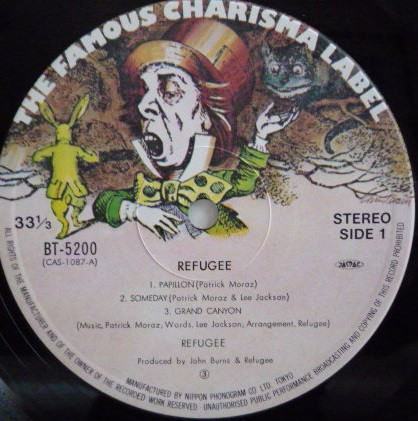 THE FAMOUS CHARISMA LABEL
33⅓
BT-5200
(CAS-1087-A)
STEREO
SIDE 1
JASRAC
REFUGEE
1. PAPILLON (Patrick Moraz)
2. SOMEDAY (Patrick Moraz & Lee Jackson)
3. GRAND CANYON
(Music, Patrick Moraz, Words, Lee Jackson, Arrangement, Refugee)
REFUGEE
Produced by John Burns & Refugee
③
ALL RIGHTS OF THE MANUFACTURER AND OF THE OWNER OF THE RECORDED WORK RESERVED UNAUTHORISED PUBLIC PERFORMANCE BROADCASTING AND COPYING OF THIS RECORD PROHIBITED
MANUFACTURED BY NIPPON PHONOGRAM CO. LTD. TOKYO